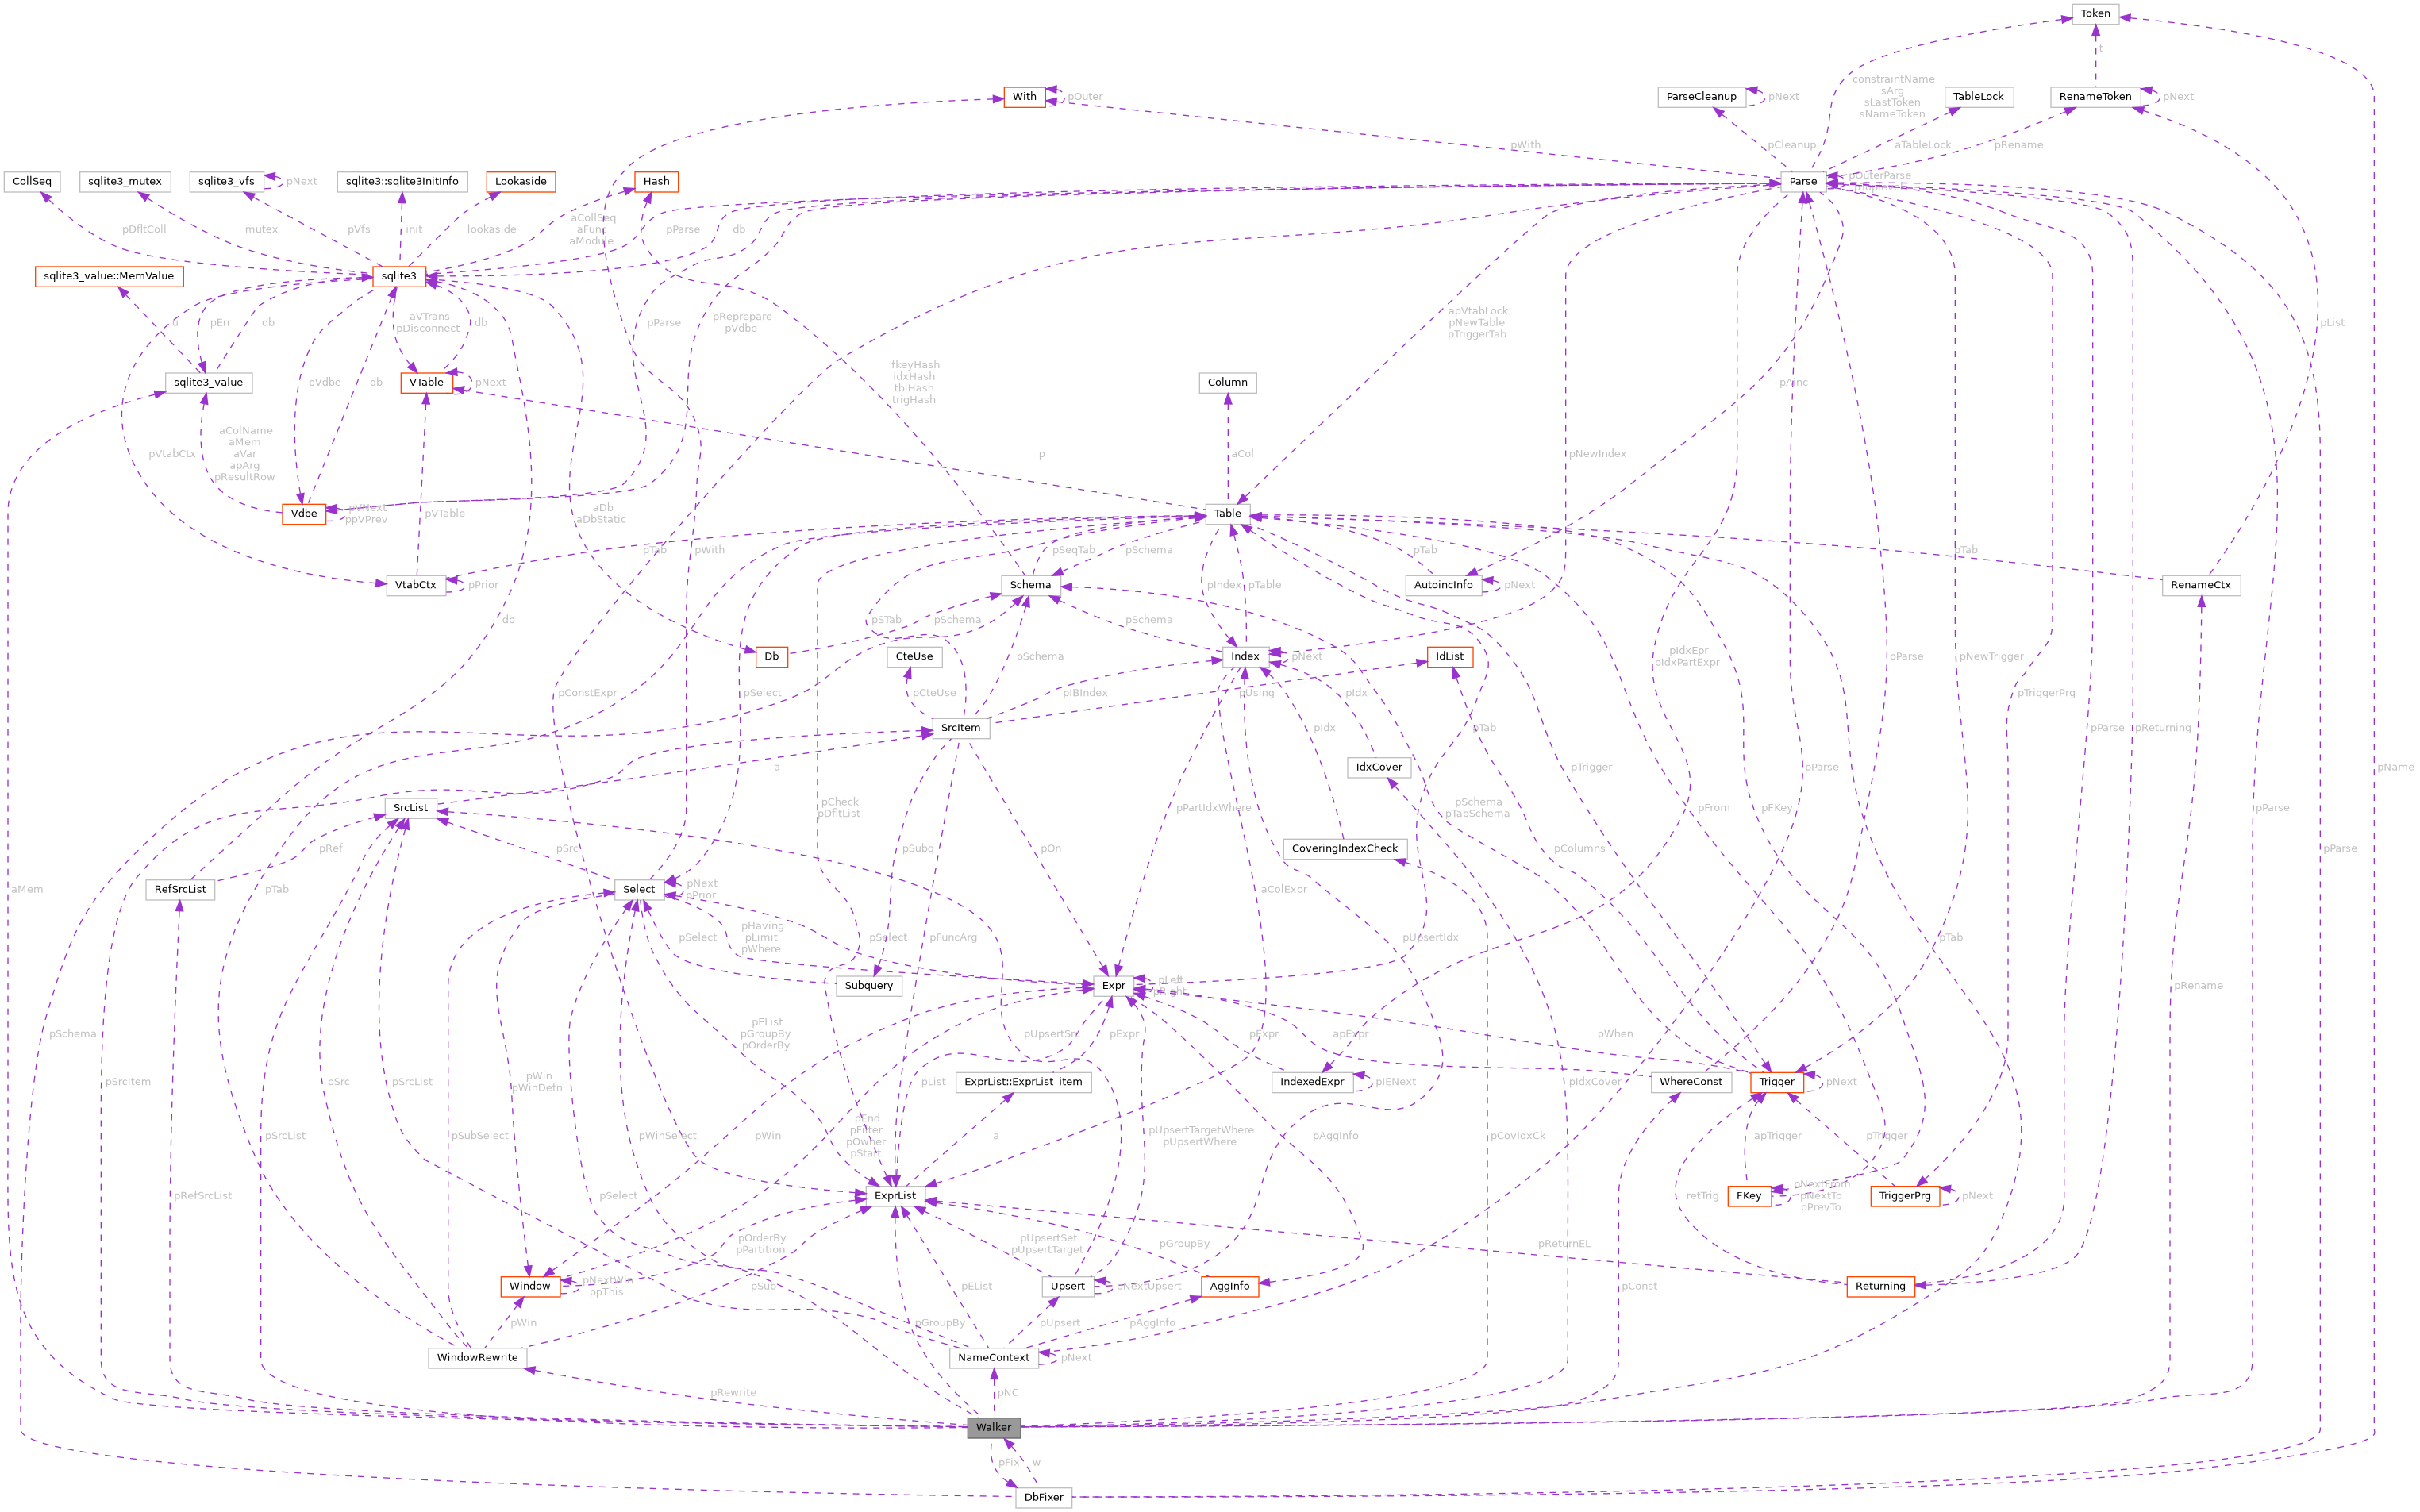 Token
t
With
pOuter
ParseCleanup
pNext
constraintName
sArg
sLastToken
sNameToken
TableLock
RenameToken
pNext
pWith
pCleanup
aTableLock
pRename
CollSeq
sqlite3_mutex
sqlite3_vfs
pNext
sqlite3::sqlite3InitInfo
Lookaside
Hash
Parse
pOuterParse
pToplevel
pDfltColl
mutex
pVfs
init
lookaside
aCollSeq
aFunc
aModule
pParse
db
sqlite3_value::MemValue
sqlite3
u
pErr
db
aVTrans
pDisconnect
db
pParse
pReprepare
pVdbe
apVtabLock
pNewTable
pTriggerTab
pList
sqlite3_value
pVdbe
db
VTable
pNext
fkeyHash
idxHash
tblHash
trigHash
Column
pAinc
aColName
aMem
aVar
apArg
pResultRow
pVtabCtx
p
aCol
pNewIndex
Vdbe
pVNext
ppVPrev
pVTable
aDb
aDbStatic
Table
pTab
pWith
pSeqTab
pSchema
pTab
pTab
VtabCtx
pPrior
Schema
pIndex
pTable
AutoincInfo
pNext
RenameCtx
db
pSTab
pSchema
pSchema
Db
CteUse
pSchema
Index
pNext
IdList
pIdxEpr
pIdxPartExpr
pParse
pNewTrigger
pConstExpr
pSelect
pCteUse
pIBIndex
pUsing
pIdx
pTriggerPrg
SrcItem
pIdx
pTab
pParse
pReturning
a
IdxCover
pTrigger
pParse
pName
SrcList
pCheck
pDfltList
pPartIdxWhere
pSchema
pTabSchema
pFrom
pFKey
pParse
pRef
pSrc
pSubq
pOn
CoveringIndexCheck
pColumns
pParse
aMem
RefSrcList
pTab
Select
pNext
pPrior
aColExpr
pSelect
pHaving
pLimit
pWhere
pSelect
pFuncArg
pUpsertIdx
pTab
Subquery
Expr
pLeft
pRight
pRename
pSchema
pSrcItem
pEList
pGroupBy
pOrderBy
pUpsertSrc
pExpr
pExpr
apExpr
pWhen
pSrc
pSrcList
pWin
pWinDefn
pList
ExprList::ExprList_item
IndexedExpr
pIENext
pIdxCover
WhereConst
Trigger
pNext
pSrcList
pSubSelect
pWinSelect
pWin
pEnd
pFilter
pOwner
pStart
a
pUpsertTargetWhere
pUpsertWhere
pAggInfo
pCovIdxCk
apTrigger
pTrigger
pRefSrcList
pSelect
ExprList
retTrig
FKey
pNextFrom
pNextTo
pPrevTo
TriggerPrg
pNext
pOrderBy
pPartition
pUpsertSet
pUpsertTarget
pGroupBy
pReturnEL
Window
pNextWin
ppThis
pSub
pEList
Upsert
pNextUpsert
AggInfo
pConst
Returning
pWin
pGroupBy
pUpsert
pAggInfo
WindowRewrite
NameContext
pNext
pRewrite
pNC
Walker
pFix
w
DbFixer